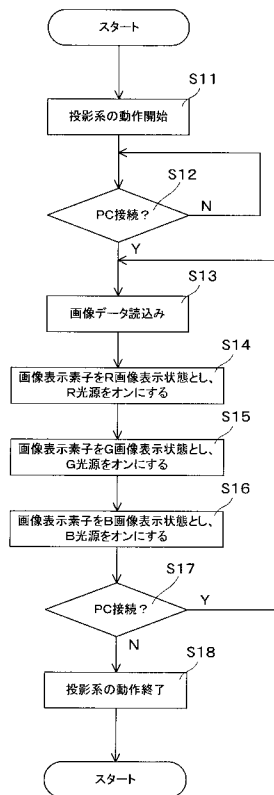 スタート
S11
投影系の動作開始
S12
PC接続？
N
Y
S13
画像データ読込み
S14
画像表示素子をR画像表示状態とし、
R光源をオンにする
S15
画像表示素子をG画像表示状態とし、
G光源をオンにする
S16
画像表示素子をB画像表示状態とし、
B光源をオンにする
S17
PC接続？
Y
N
S18
投影系の動作終了
スタート